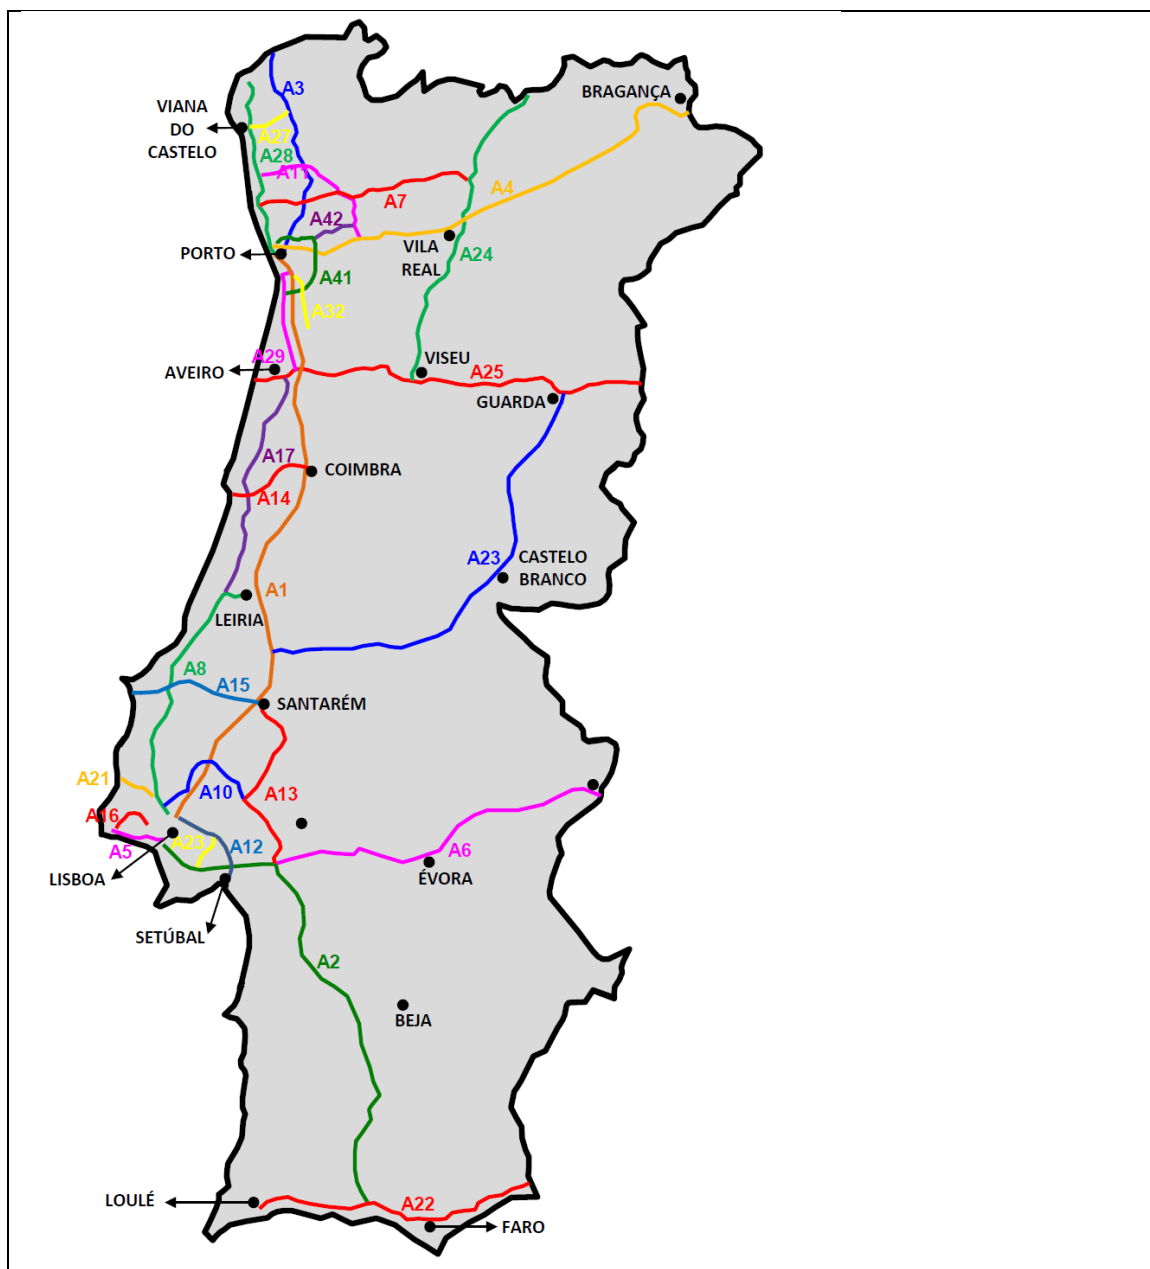 A3
BRAGANÇA
VIANA
DO
CASTELO
A27
A28
A11
A4
A7
A42
VILA
REAL
PORTO
A24
A41
A32
A29
VISEU
AVEIRO
A25
GUARDA
A17
COIMBRA
A14
A23
CASTELO
BRANCO
A1
LEIRIA
A8
A15
SANTARÉM
A21
A10
A13
A16
A23
A12
A5
A6
LISBOA
ÉVORA
SETÚBAL
A2
BEJA
LOULÉ
A22
FARO